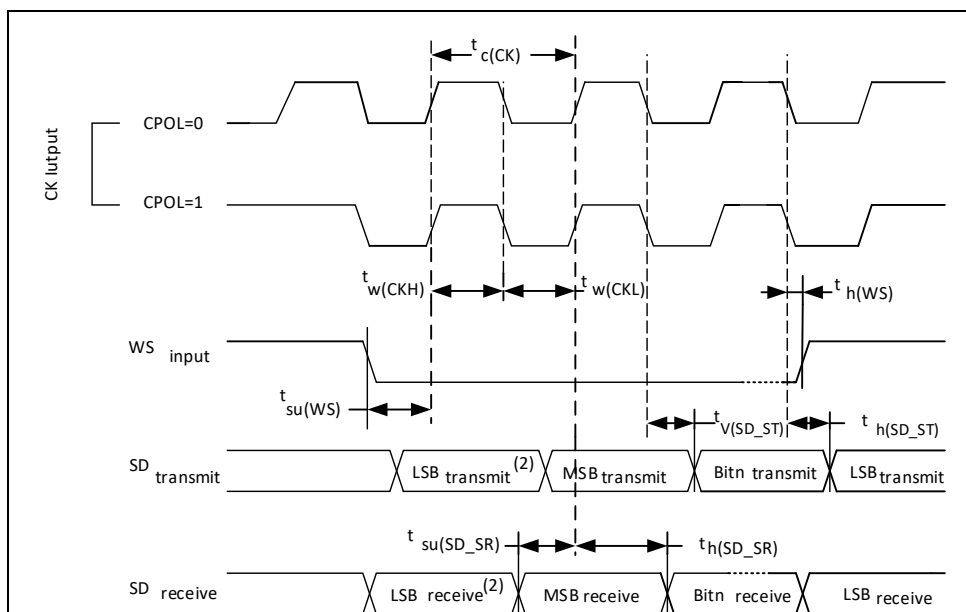 t c(CK)
CK lutput
CPOL=0
CPOL=1
t w(CKH)
t w(CKL)
t h(WS)
WS input
t su(WS)
t V(SD_ST)
t h(SD_ST)
SD transmit
LSB transmit (2)
MSB transmit
Bitn transmit
LSB transmit
t su(SD_SR)
t h(SD_SR)
SD receive
LSB receive (2)
MSB receive
Bitn receive
LSB receive